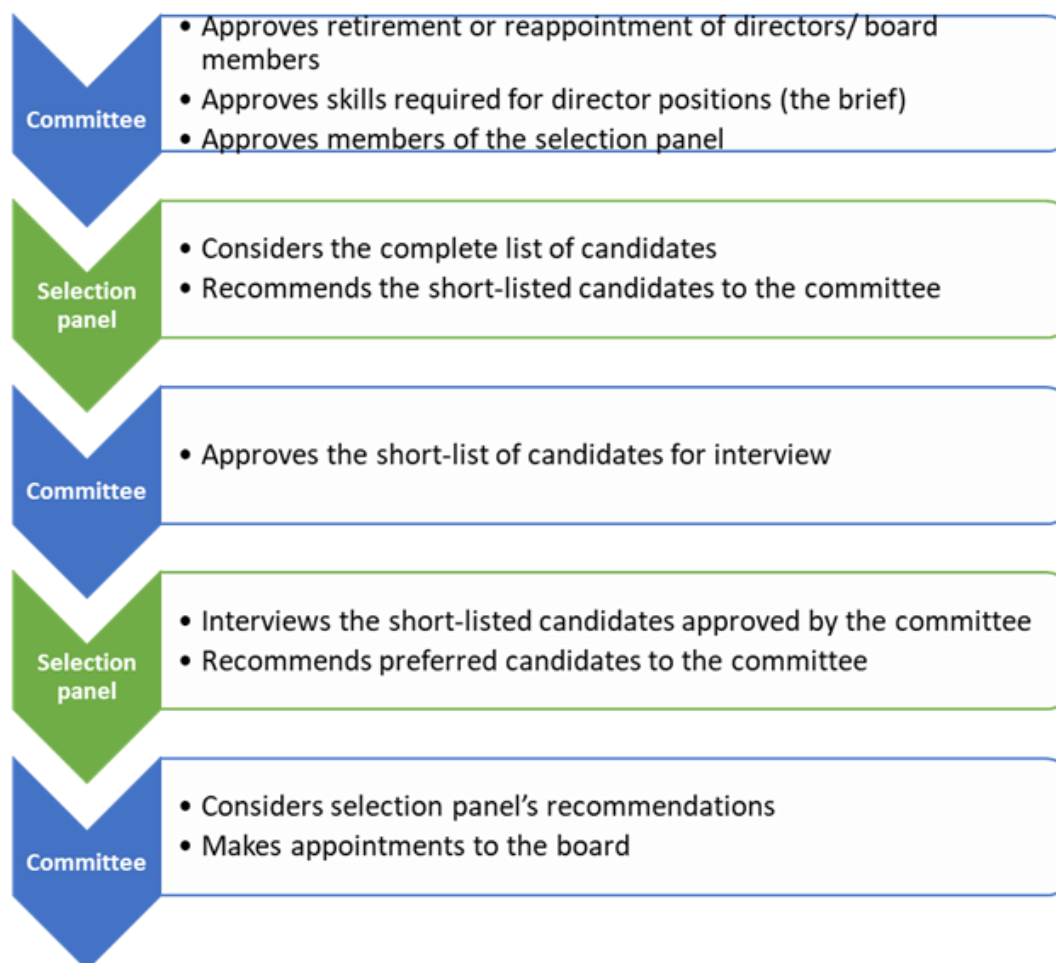 Committee
• Approves retirement or reappointment of directors/ board
members
• Approves skills required for director positions (the brief)
• Approves members of the selection panel
Selection
panel
• Considers the complete list of candidates
• Recommends the short-listed candidates to the committee
Committee
• Approves the short-list of candidates for interview
Selection
panel
• Interviews the short-listed candidates approved by the committee
• Recommends preferred candidates to the committee
Committee
• Considers selection panel’s recommendations
• Makes appointments to the board